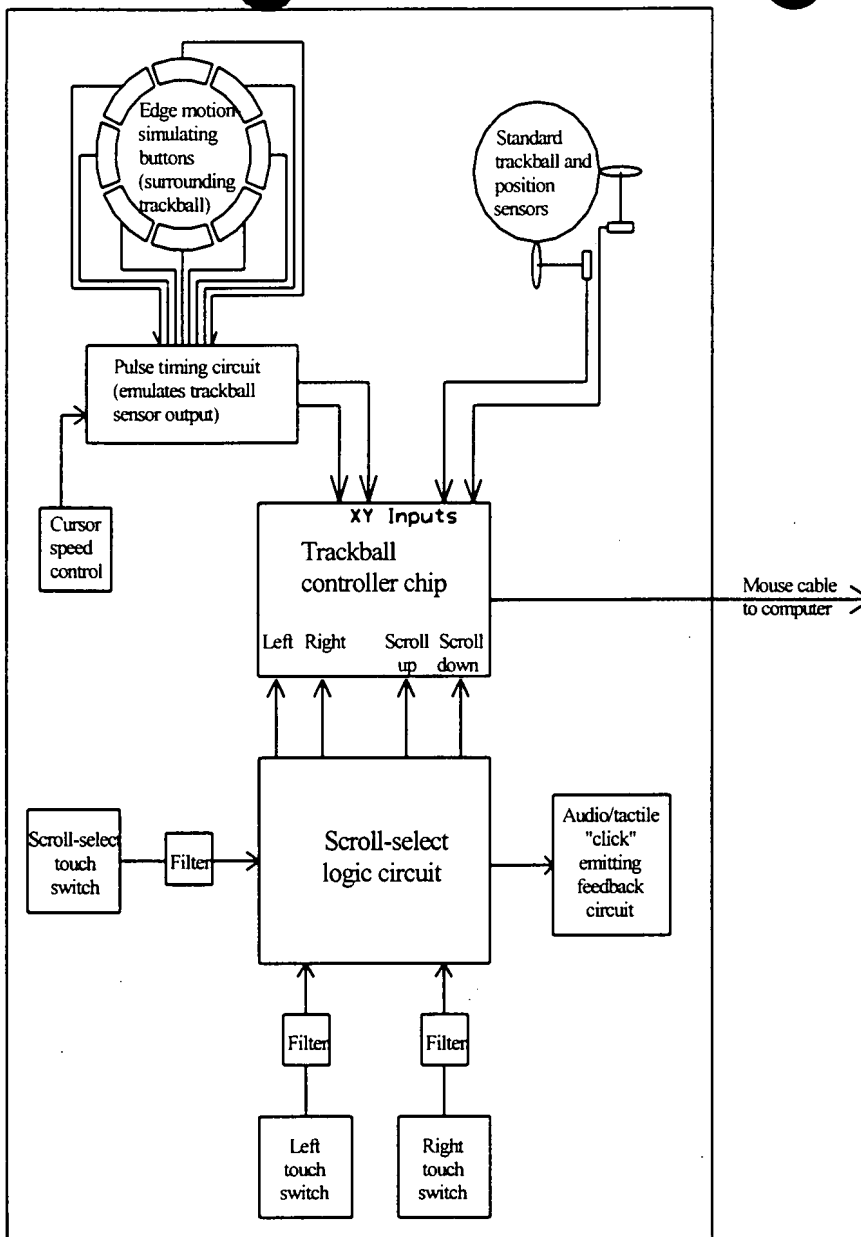 Edge motion
simulating
buttons
(surrounding
trackball)
Standard
trackball and
position
sensors
Pulse timing circuit
(emulates trackball
sensor output)
Cursor
speed
control
XY Inputs
Trackball
controller chip
Left Right Scroll up Scroll down
Mouse cable
to computer
Scroll-select
touch
switch
Filter
Scroll-select
logic circuit
Audio/tactile
"click"
emitting
feedback
circuit
Filter
Filter
Left
touch
switch
Right
touch
switch